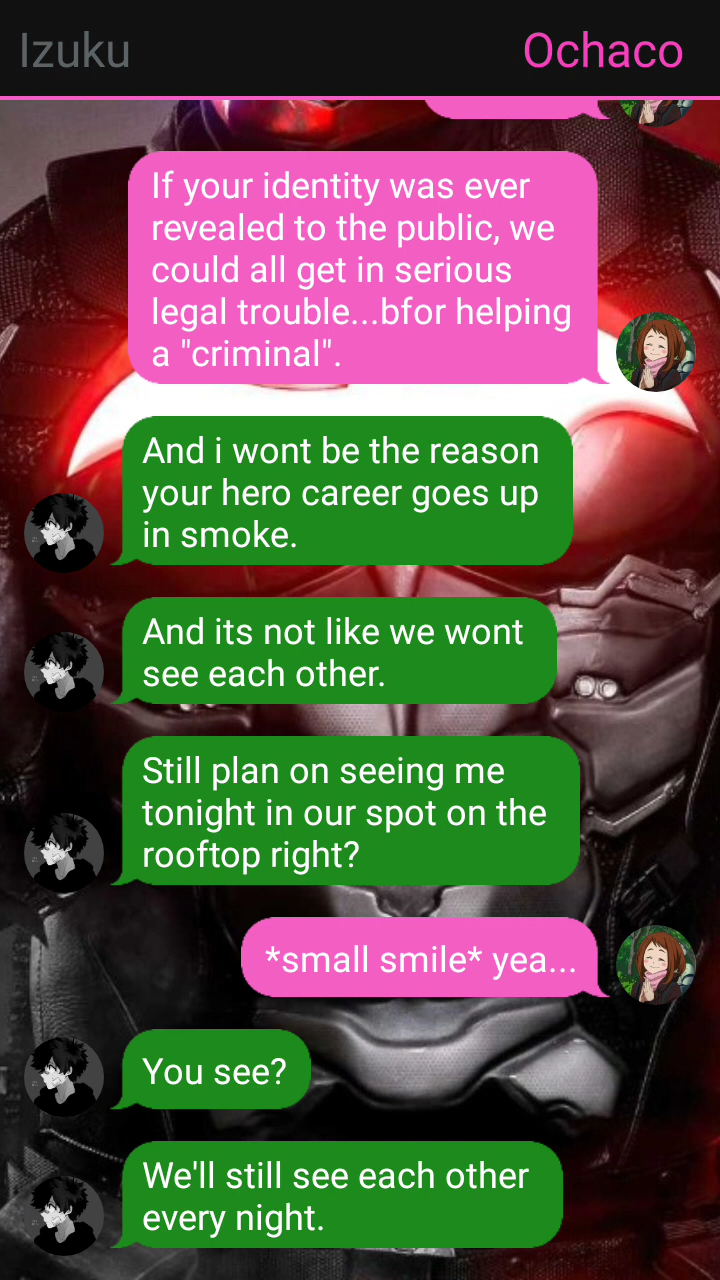 Izuku
Ochaco
If your identity was ever
revealed to the public, we
could all get in serious
legal trouble...bfor helping
a "criminal".
And i wont be the reason
your hero career goes up
in smoke.
And its not like we wont
see each other.
Still plan on seeing me
tonight in our spot on the
rooftop right?
*small smile* yea...
You see?
We'll still see each other
every night.